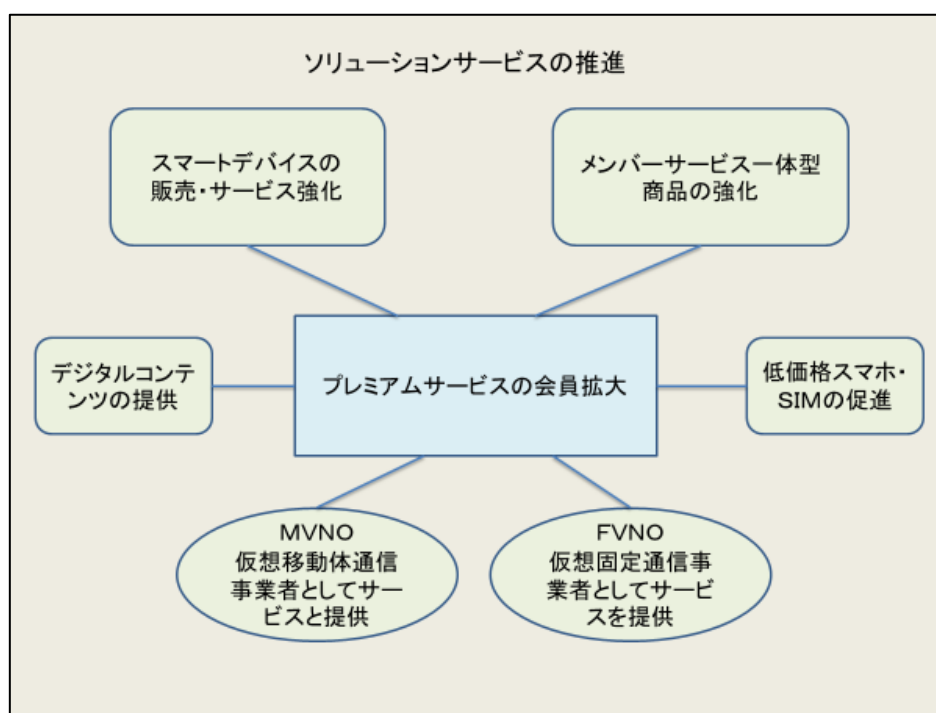 ソリューションサービスの推進
スマートデバイスの
販売・サービス強化
メンバーサービス一体型
商品の強化
デジタルコンテ
ンツの提供
プレミアムサービスの会員拡大
低価格スマホ・
SIMの促進
MVNO
仮想移動体通信
事業者としてサー
ビスと提供
FVNO
仮想固定通信事
業者としてサービ
スを提供